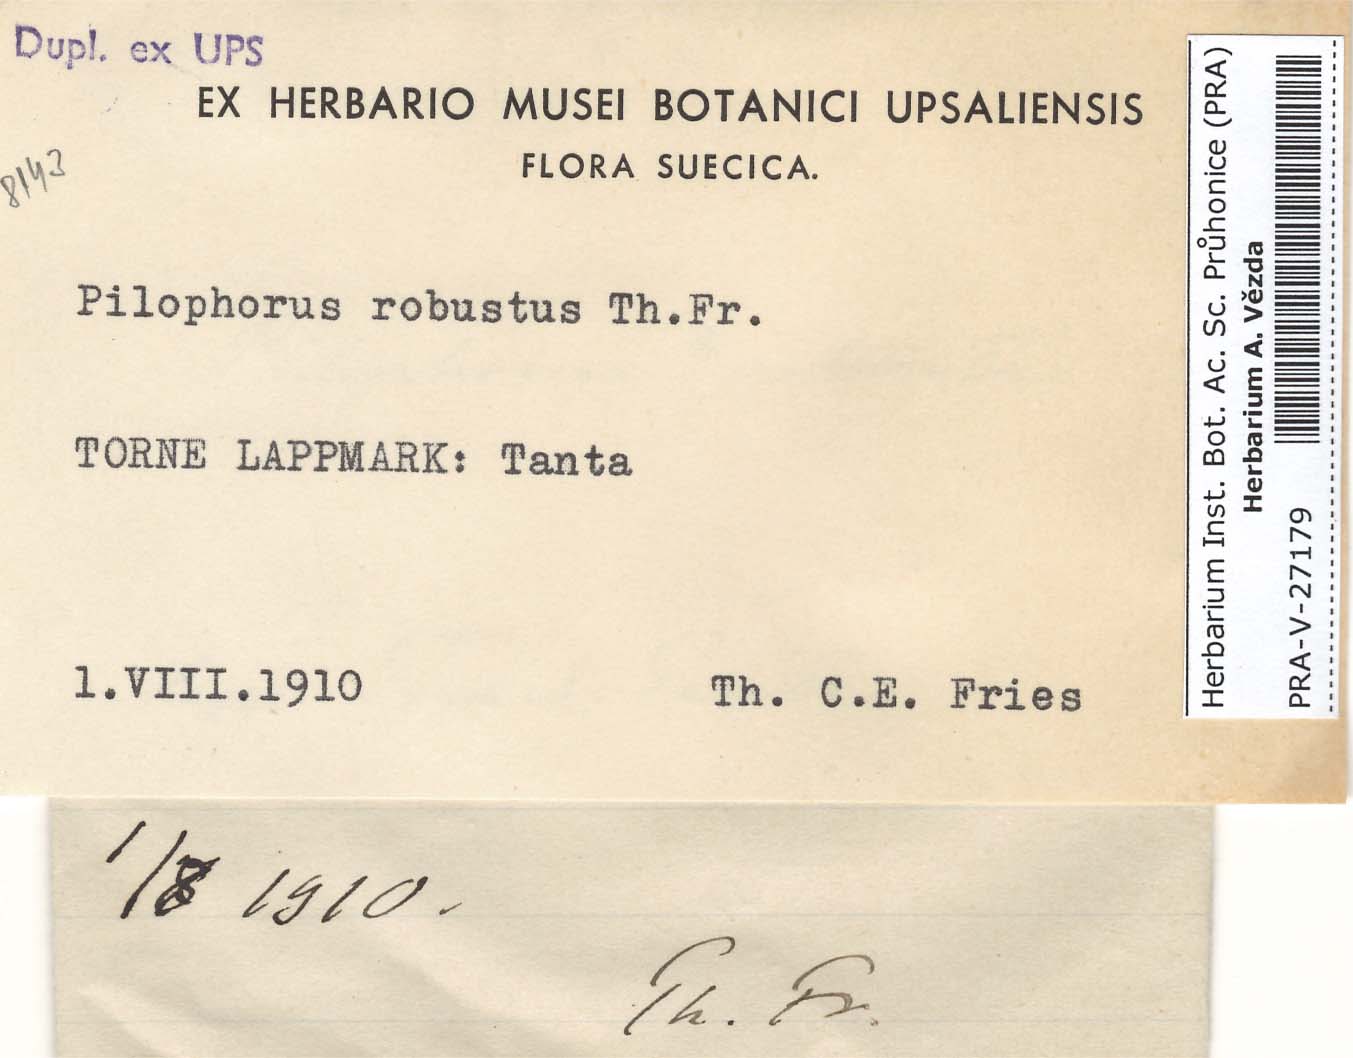 Dupl. ex UPS
EX HERBARIO MUSEI BOTANICI UPSALIENSIS
FLORA SUECICA.
8143
Pilophorus robustus Th.Fr.
TORNE LAPPMARK: Tanta
1.VIII.1910
Th. C.E. Fries
Herbarium Inst. Bot. Ac. Sc. Průhonice (PRA)
Herbarium A. Vězda
PRA-V-27179
1/8 1910.
Th. Fr.